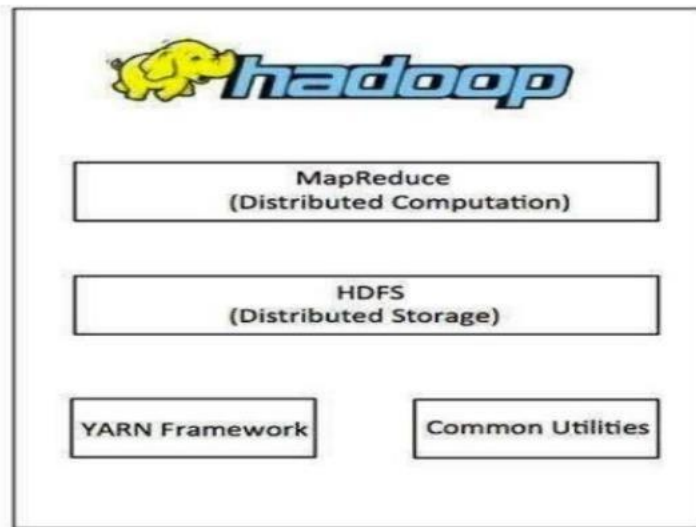 hadoop
MapReduce
(Distributed Computation)
HDFS
(Distributed Storage)
YARN Framework
Common Utilities